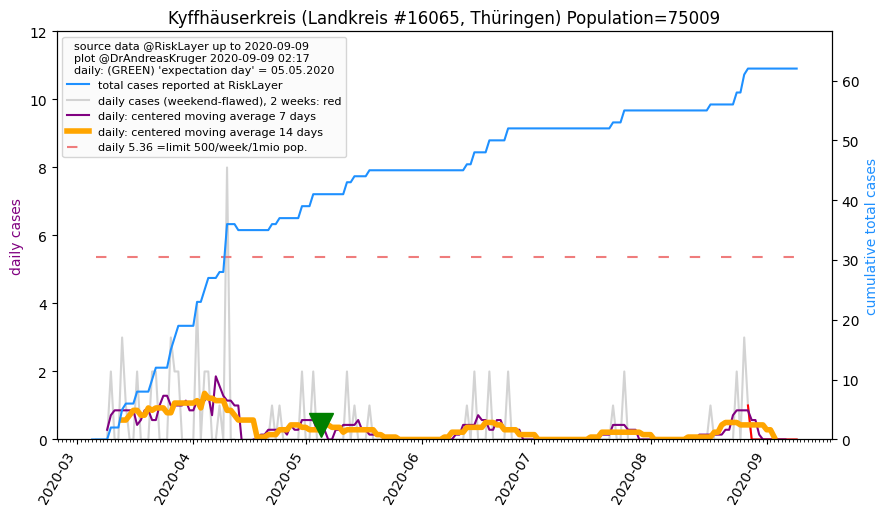 Kyffhäuserkreis (Landkreis #16065, Thüringen) Population=75009
source data @RiskLayer up to 2020-09-09
plot @DrAndreasKruger 2020-09-09 02:17
daily: (GREEN) 'expectation day' = 05.05.2020
total cases reported at RiskLayer
daily cases (weekend-flawed), 2 weeks: red
daily: centered moving average 7 days
daily: centered moving average 14 days
daily 5.36 =limit 500/week/1mio pop.
daily cases
12
10
8
6
4
2
0
cumulative total cases
60
50
40
30
20
10
0
2020-03
2020-04
2020-05
2020-06
2020-07
2020-08
2020-09